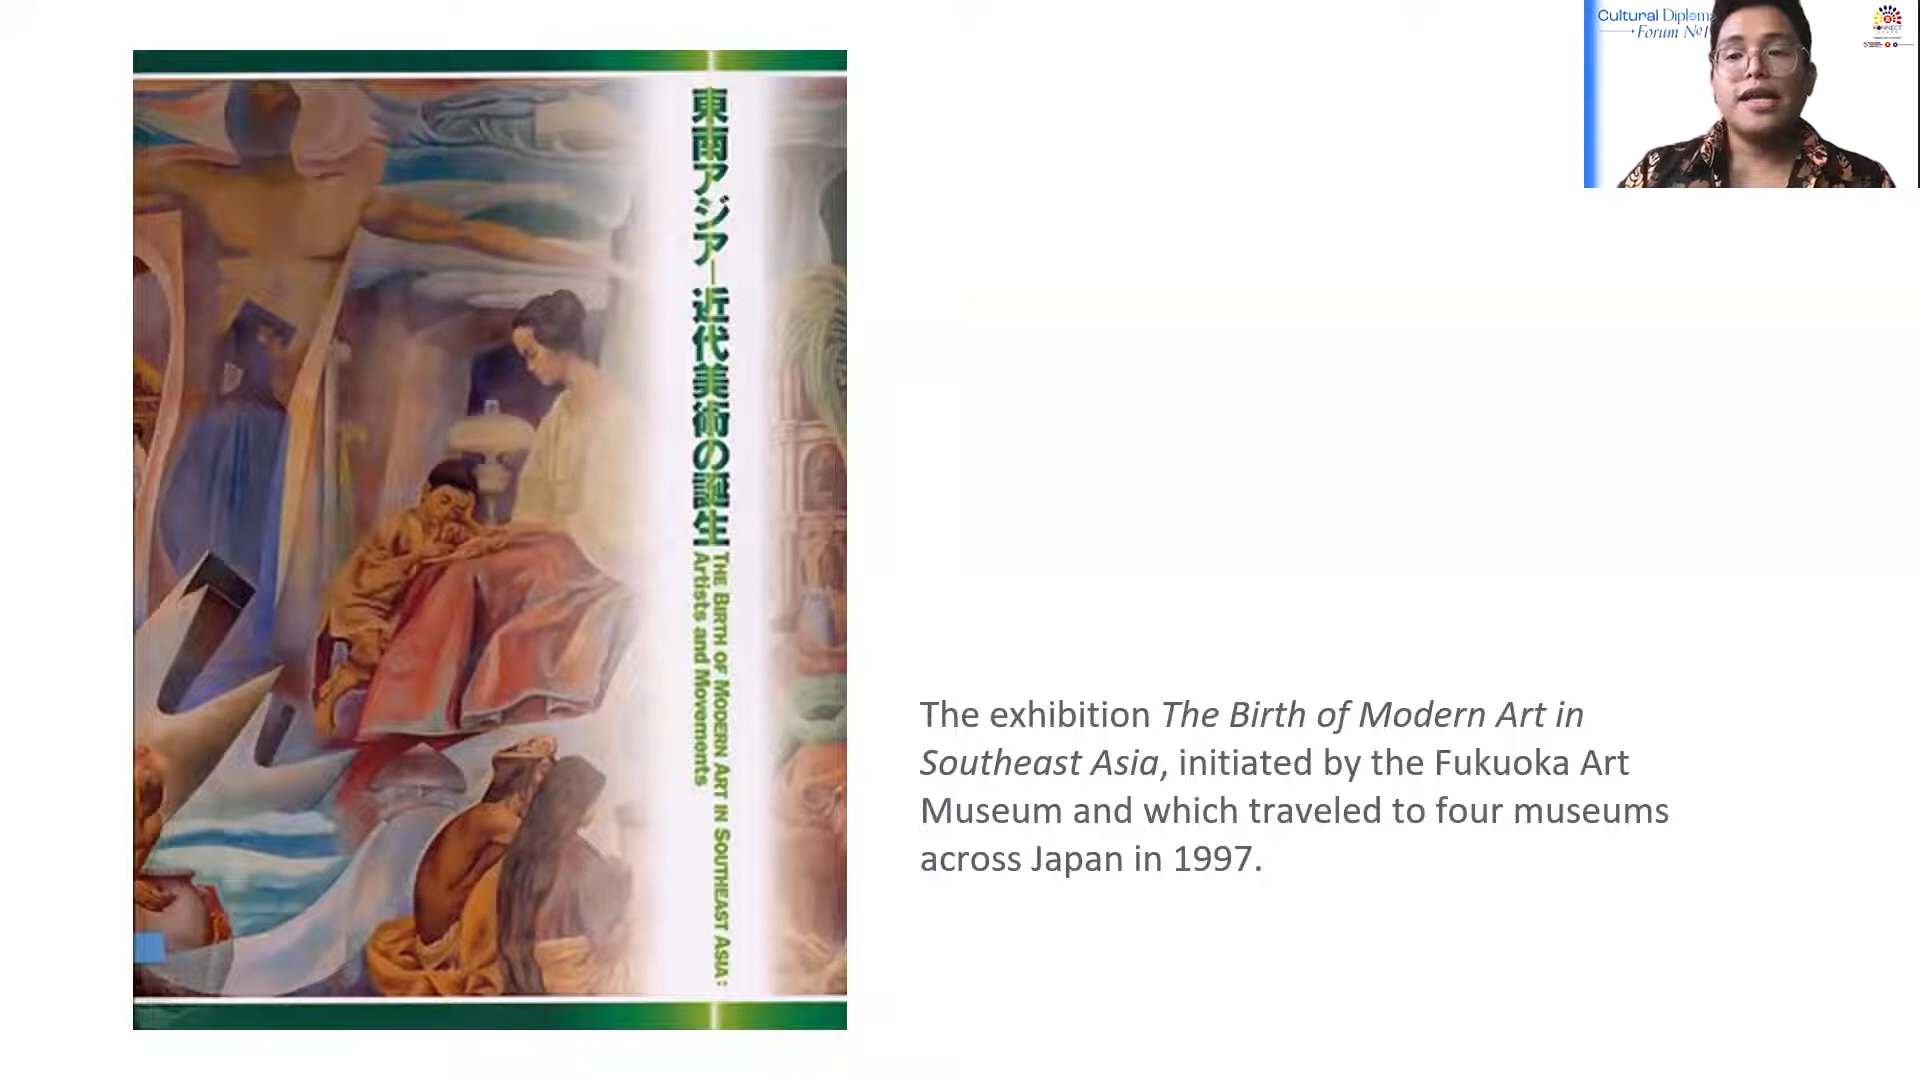 東南アジア―近代美術の誕生
THE BIRTH OF MODERN ART IN SOUTHEAST ASIA:
Artists and Movements
The exhibition The Birth of Modern Art in
Southeast Asia, initiated by the Fukuoka Art
Museum and which traveled to four museums
across Japan in 1997.
Cultural Diplom
Forum No1
KONNECT